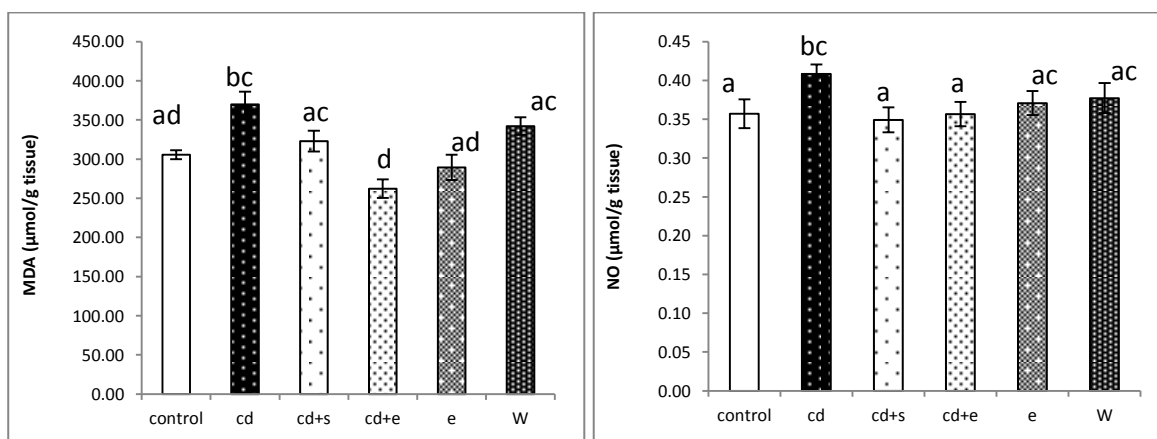 450.00
400.00
350.00
300.00
250.00
200.00
150.00
100.00
50.00
0.00
MDA (µmol/g tissue)
ad
bc
ac
d
ad
ac
control cd cd+s cd+e e W
0.45
0.40
0.35
0.30
0.25
0.20
0.15
0.10
0.05
0.00
NO (µmol/g tissue)
a
bc
a
a
ac
ac
control cd cd+s cd+e e W